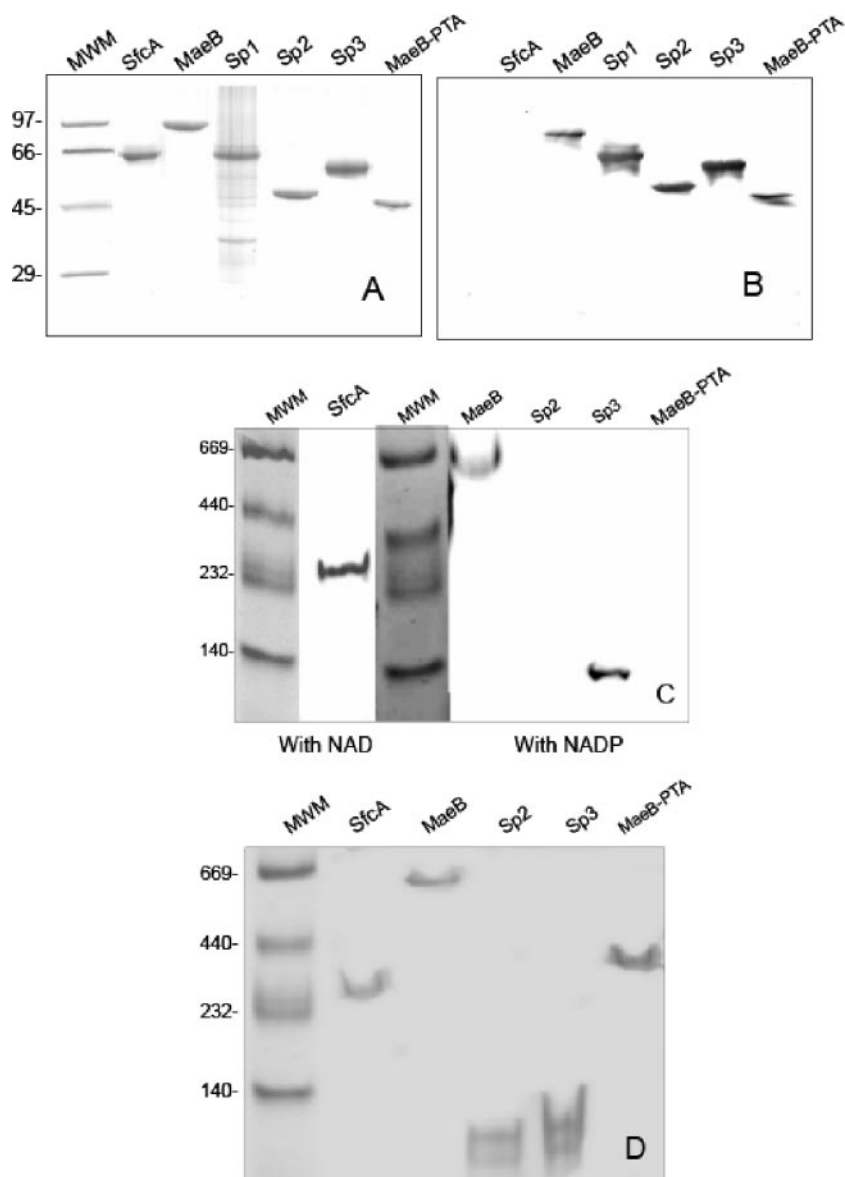 MWM SfcA MaeB Sp1 Sp2 Sp3 MaeB-PTA
97-
66-
45-
29-
A
SfcA MaeB Sp1 Sp2 Sp3 MaeB-PTA
B
MWM SfcA MWM MaeB Sp2 Sp3 MaeB-PTA
669-
440-
232-
140-
C
With NAD With NADP
MWM SfcA MaeB Sp2 Sp3 MaeB-PTA
669-
440-
232-
140-
D